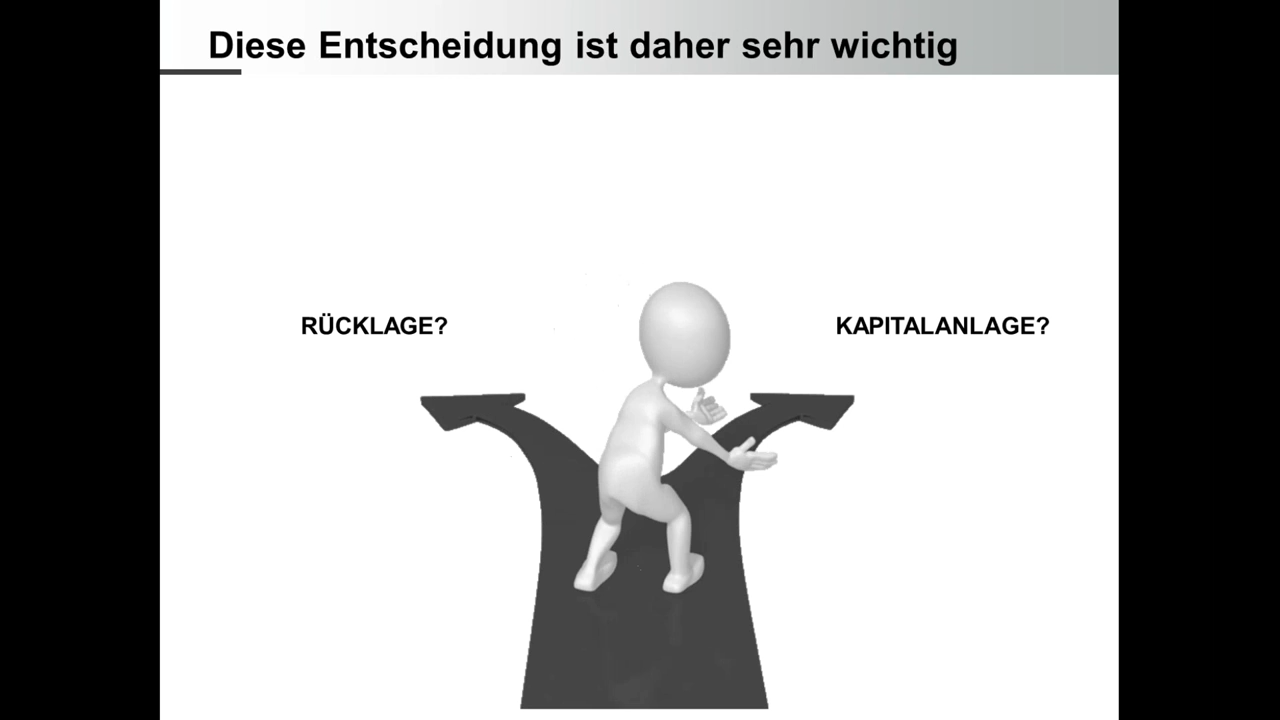 Diese Entscheidung ist daher sehr wichtig
RÜCKLAGE?
KAPITALANLAGE?